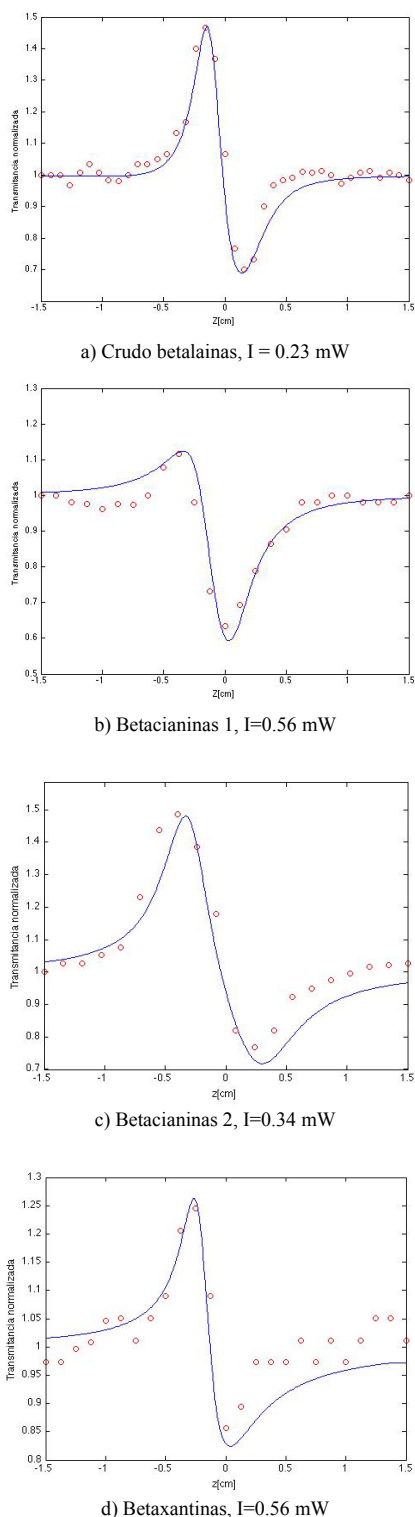 1.5
1.4
1.3
1.2
1.1
1
0.9
0.8
0.7
Transmitancia normalizada
-1.5 -1 -0.5 0 0.5 1 1.5
Z[cm]
a) Crudo betalainas, I = 0.23 mW
1.3
1.2
1.1
1
0.9
0.8
0.7
0.6
0.5
Transmitancia normalizada
-1.5 -1 -0.5 0 0.5 1 1.5
Z[cm]
b) Betacianinas 1, I=0.56 mW
1.5
1.4
1.3
1.2
1.1
1
0.9
0.8
0.7
Transmitancia normalizada
-1.5 -1 -0.5 0 0.5 1 1.5
z[cm]
c) Betacianinas 2, I=0.34 mW
1.3
1.25
1.2
1.15
1.1
1.05
1
0.95
0.9
0.85
0.8
Transmitancia normalizada
-1.5 -1 -0.5 0 0.5 1 1.5
z[cm]
d) Betaxantinas, I=0.56 mW